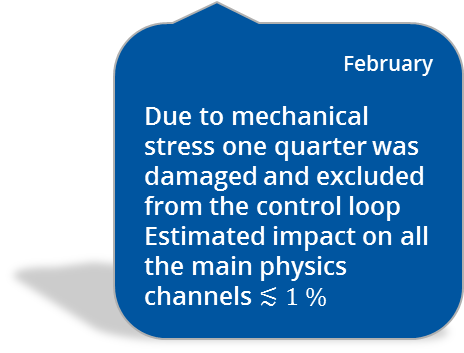 February
Due to mechanical
stress one quarter was
damaged and excluded
from the control loop
Estimated impact on all
the main physics
channels ≲ 1 %